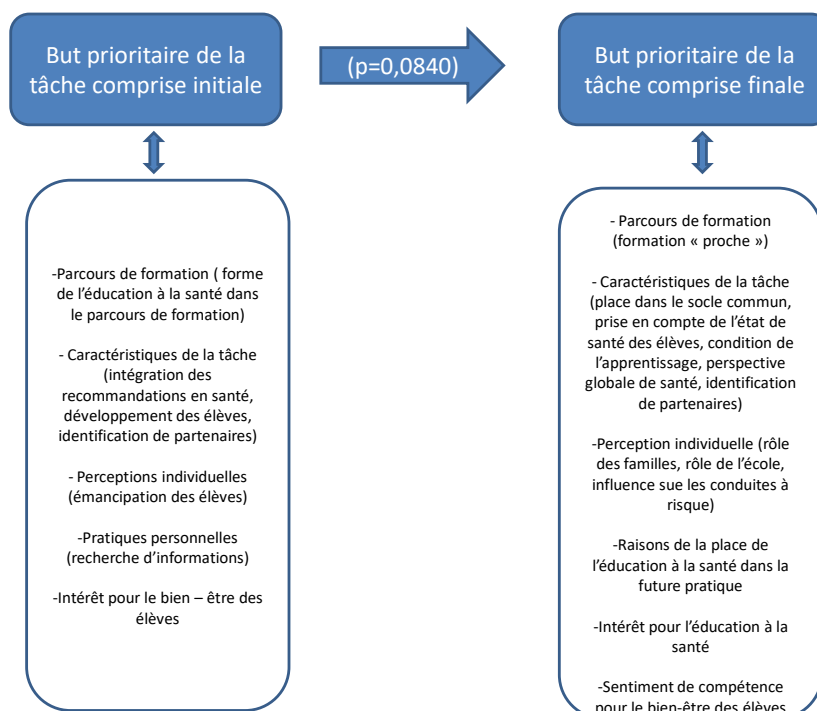 But prioritaire de la
tâche comprise initiale
(p=0,0840)
But prioritaire de la
tâche comprise finale
-Parcours de formation ( forme
de l’éducation à la santé dans
le parcours de formation)
- Caractéristiques de la tâche
(intégration des
recommandations en santé,
développement des élèves,
identification de partenaires)
- Perceptions individuelles
(émancipation des élèves)
- Pratiques personnelles
(recherche d’informations)
-Intérêt pour le bien – être des
élèves
- Parcours de formation
(formation « proche »)
- Caractéristiques de la tâche
(place dans le socle commun,
prise en compte de l’état de
santé des élèves, condition de
l’apprentissage, perspective
globale de santé, identification
de partenaires)
-Perception individuelle (rôle
des familles, rôle de l’école,
influence sue les conduites à
risque)
-Raisons de la place de
l’éducation à la santé dans la
future pratique
-Intérêt pour l’éducation à la
santé
-Sentiment de compétence
pour le bien-être des élèves